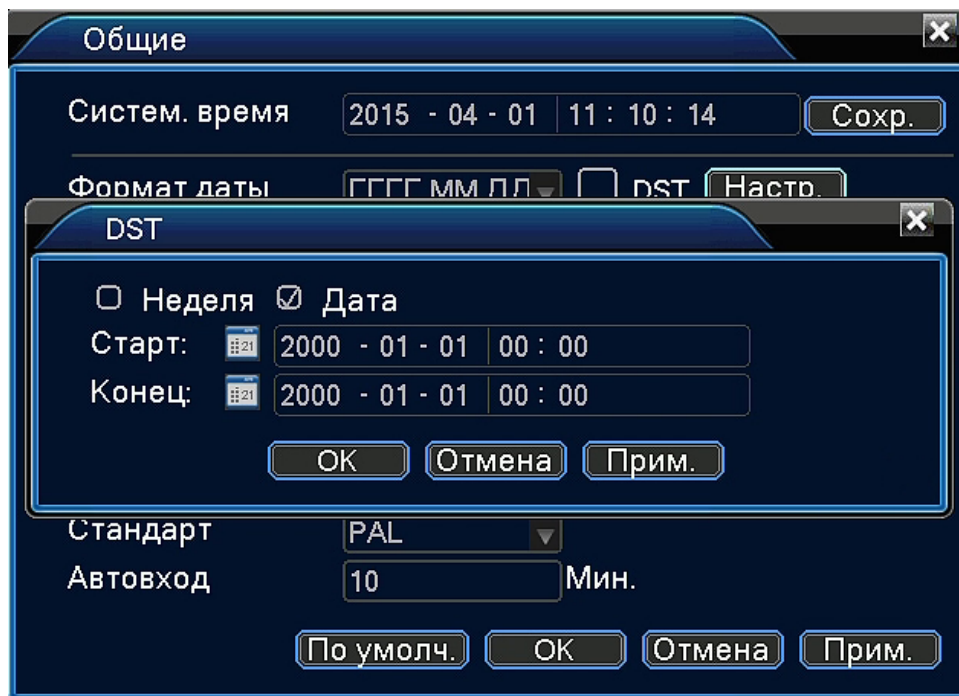 Общие
Систем. время 2015 - 04 - 01 11 : 10 : 14 Сохр.
Формат даты ГГГГ ММ ДД DST Настр.
DST
Неделя Дата
Старт: 21 2000 - 01 - 01 00 : 00
Конец: 21 2000 - 01 - 01 00 : 00
OK Отмена Прим.
Стандарт PAL
Автовход 10 Мин.
По умолч. OK Отмена Прим.